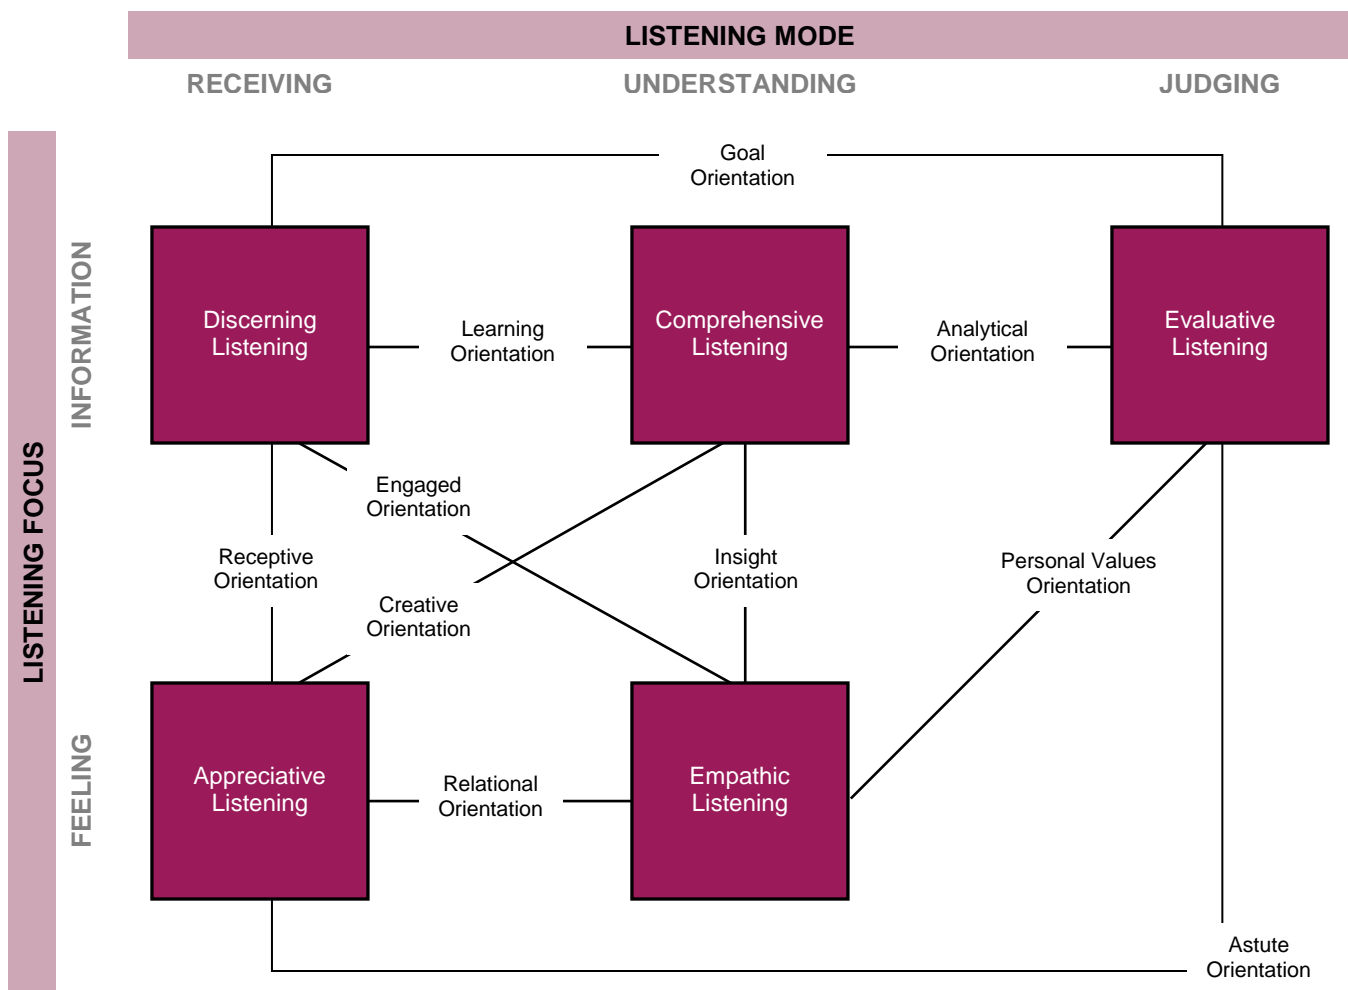 LISTENING MODE
RECEIVING
UNDERSTANDING
JUDGING
LISTENING FOCUS
INFORMATION
FEELING
Goal
Orientation
Discerning
Listening
Learning
Orientation
Comprehensive
Listening
Analytical
Orientation
Evaluative
Listening
Engaged
Orientation
Receptive
Orientation
Creative
Orientation
Insight
Orientation
Personal Values
Orientation
Appreciative
Listening
Relational
Orientation
Empathic
Listening
Astute
Orientation